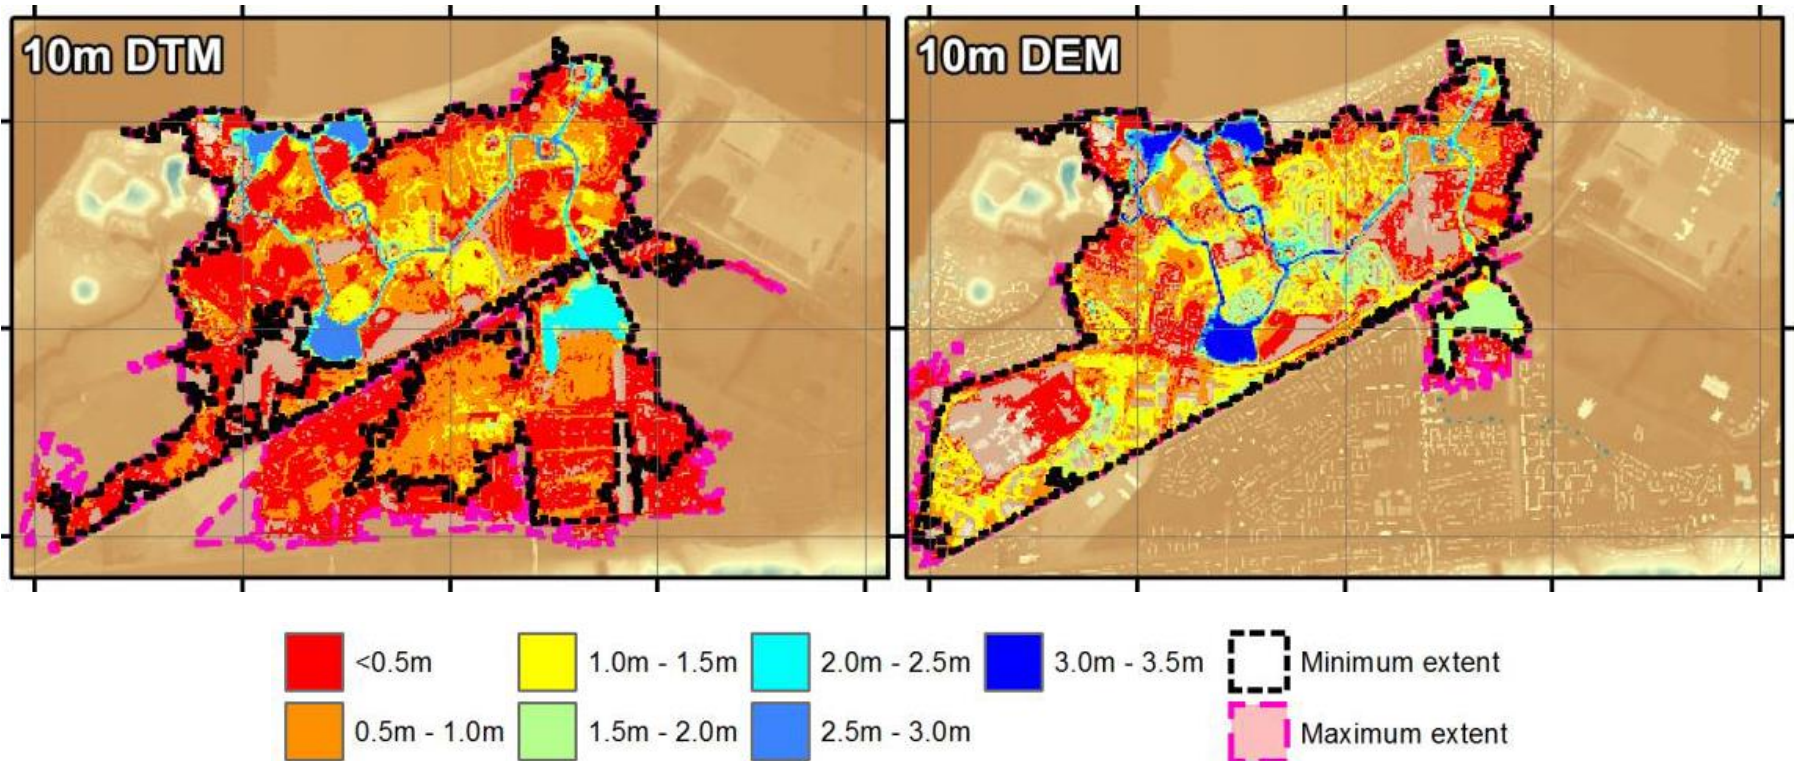 10m DTM
10m DEM
<0.5m
1.0m - 1.5m
2.0m - 2.5m
3.0m - 3.5m
Minimum extent
0.5m - 1.0m
1.5m - 2.0m
2.5m - 3.0m
Maximum extent